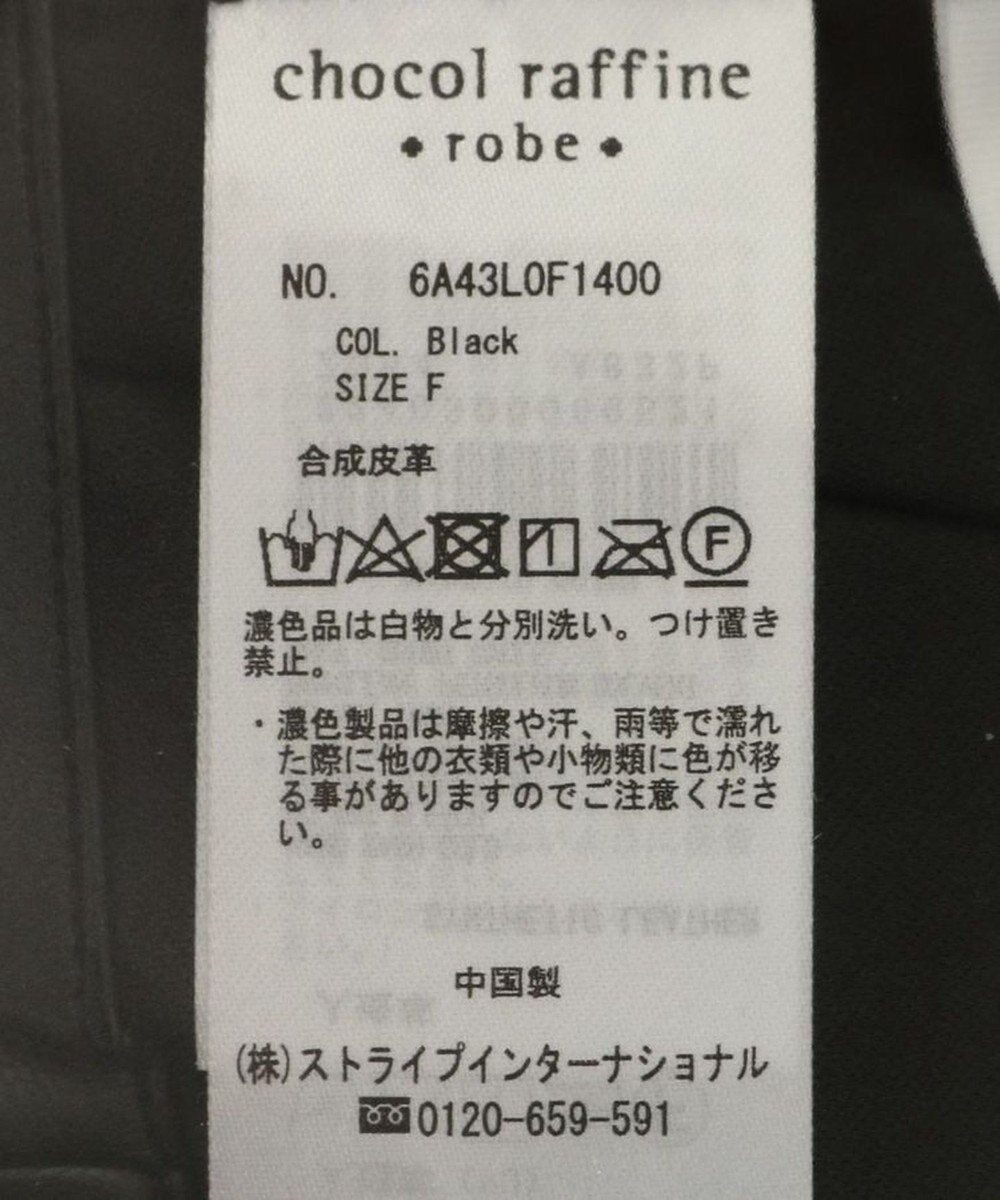 chocol raffine
robe
NO. 6A43L0F1400
COL. Black
SIZE F
合成皮革
F
濃色品は白物と分別洗い。つけ置き
禁止。
・濃色製品は摩擦や汗、雨等で濡れ
た際に他の衣類や小物類に色が移
る事がありますのでご注意くださ
い。
中国製
(株)ストライプインターナショナル
0120-659-591